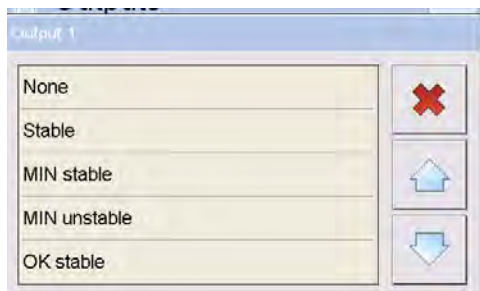 Output 1
None
Stable
MIN stable
MIN unstable
OK stable